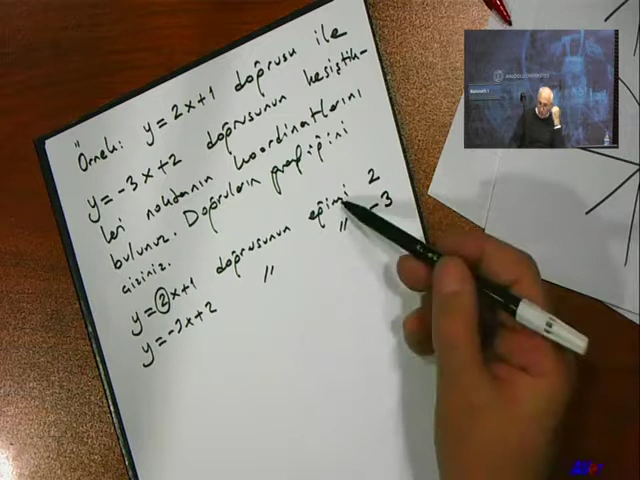 "Örnek: y=2x+1 doğrusu ile
y=-3x+2 doğrusunun kesiştik-
leri noktanın koordinatlarını
bulunuz. Doğruların grafiğini
çiziniz.
y=2x+1 doğrusunun eğimi 2
y=-3x+2 " " -3